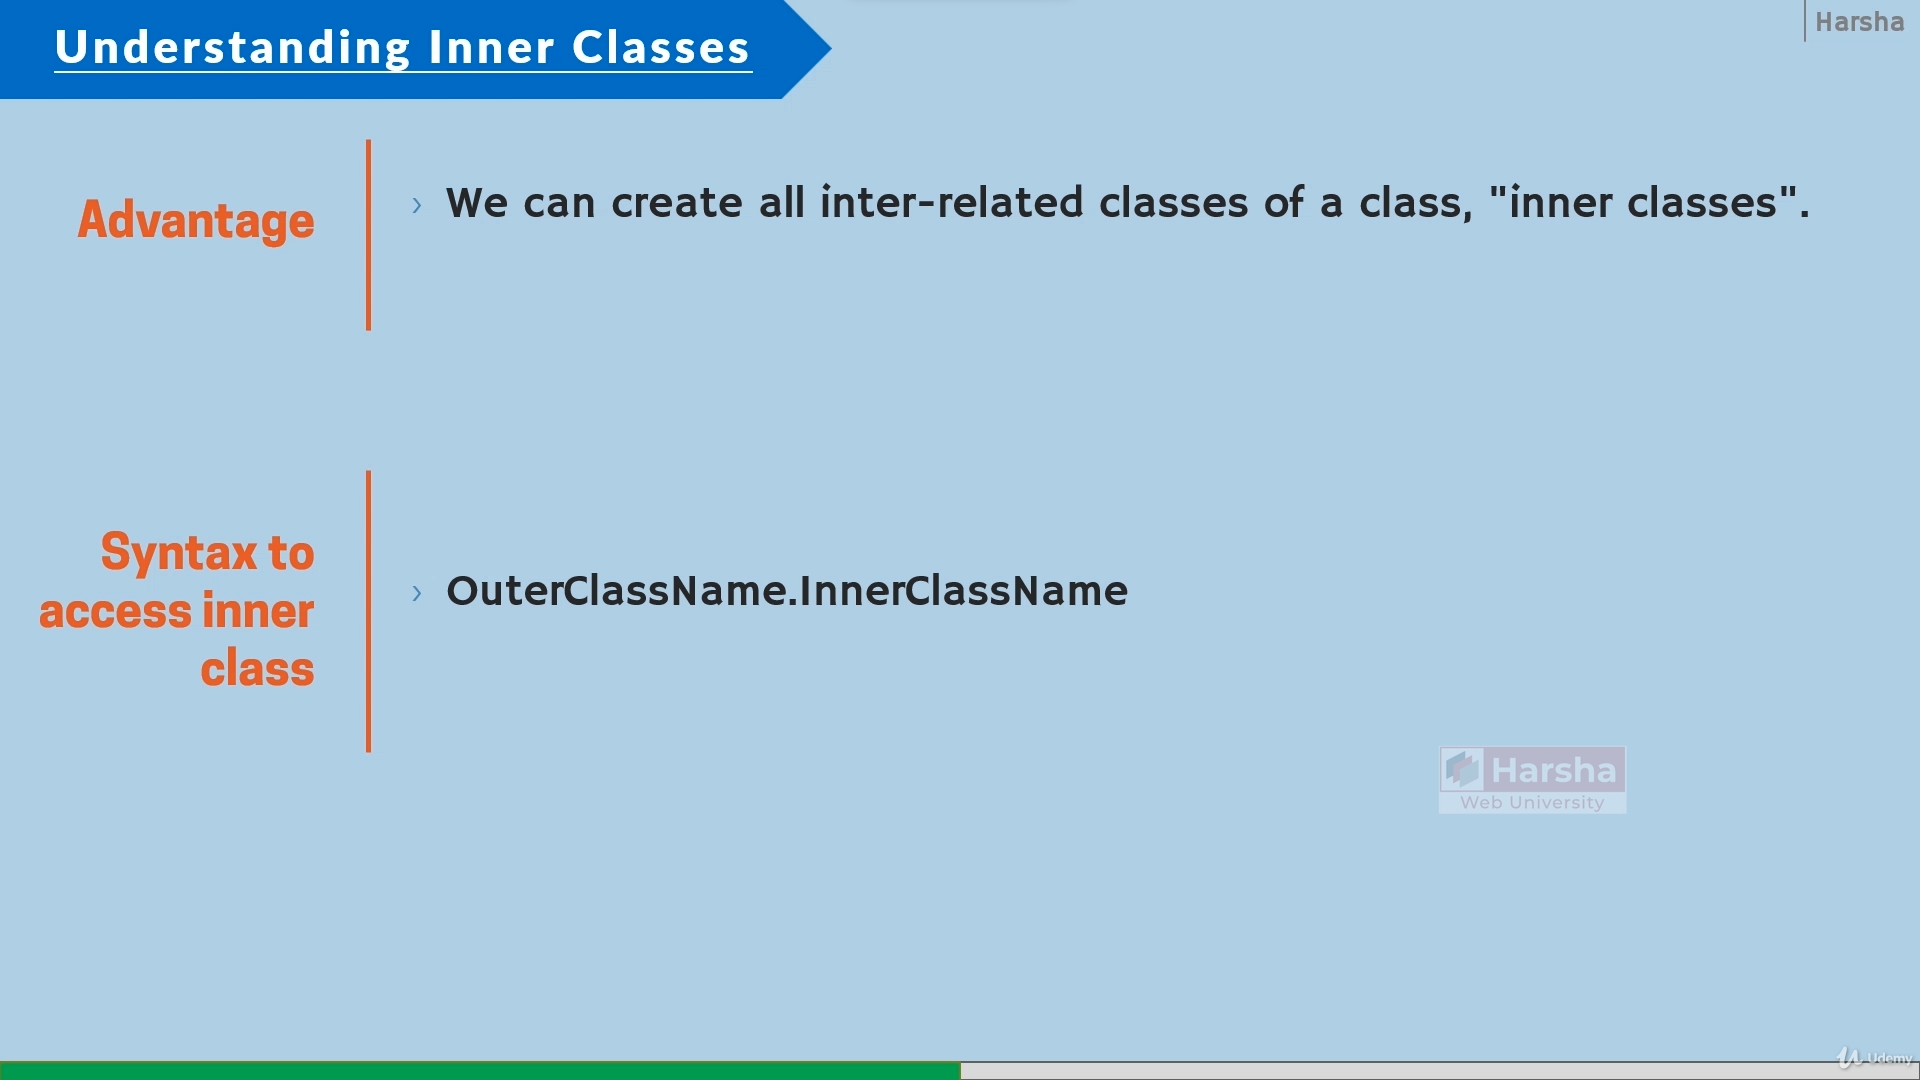 Understanding Inner Classes
Harsha
Advantage
› We can create all inter-related classes of a class, "inner classes".
Syntax to
access inner
class
› OuterClassName.InnerClassName
Harsha
Web University
Udemy